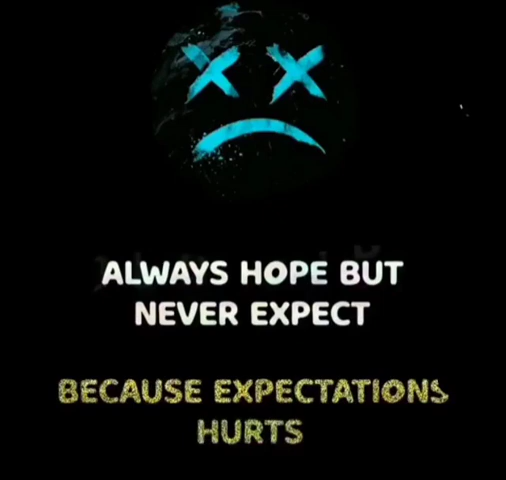 ALWAYS HOPE BUT
NEVER EXPECT
BECAUSE EXPECTATIONS
HURTS